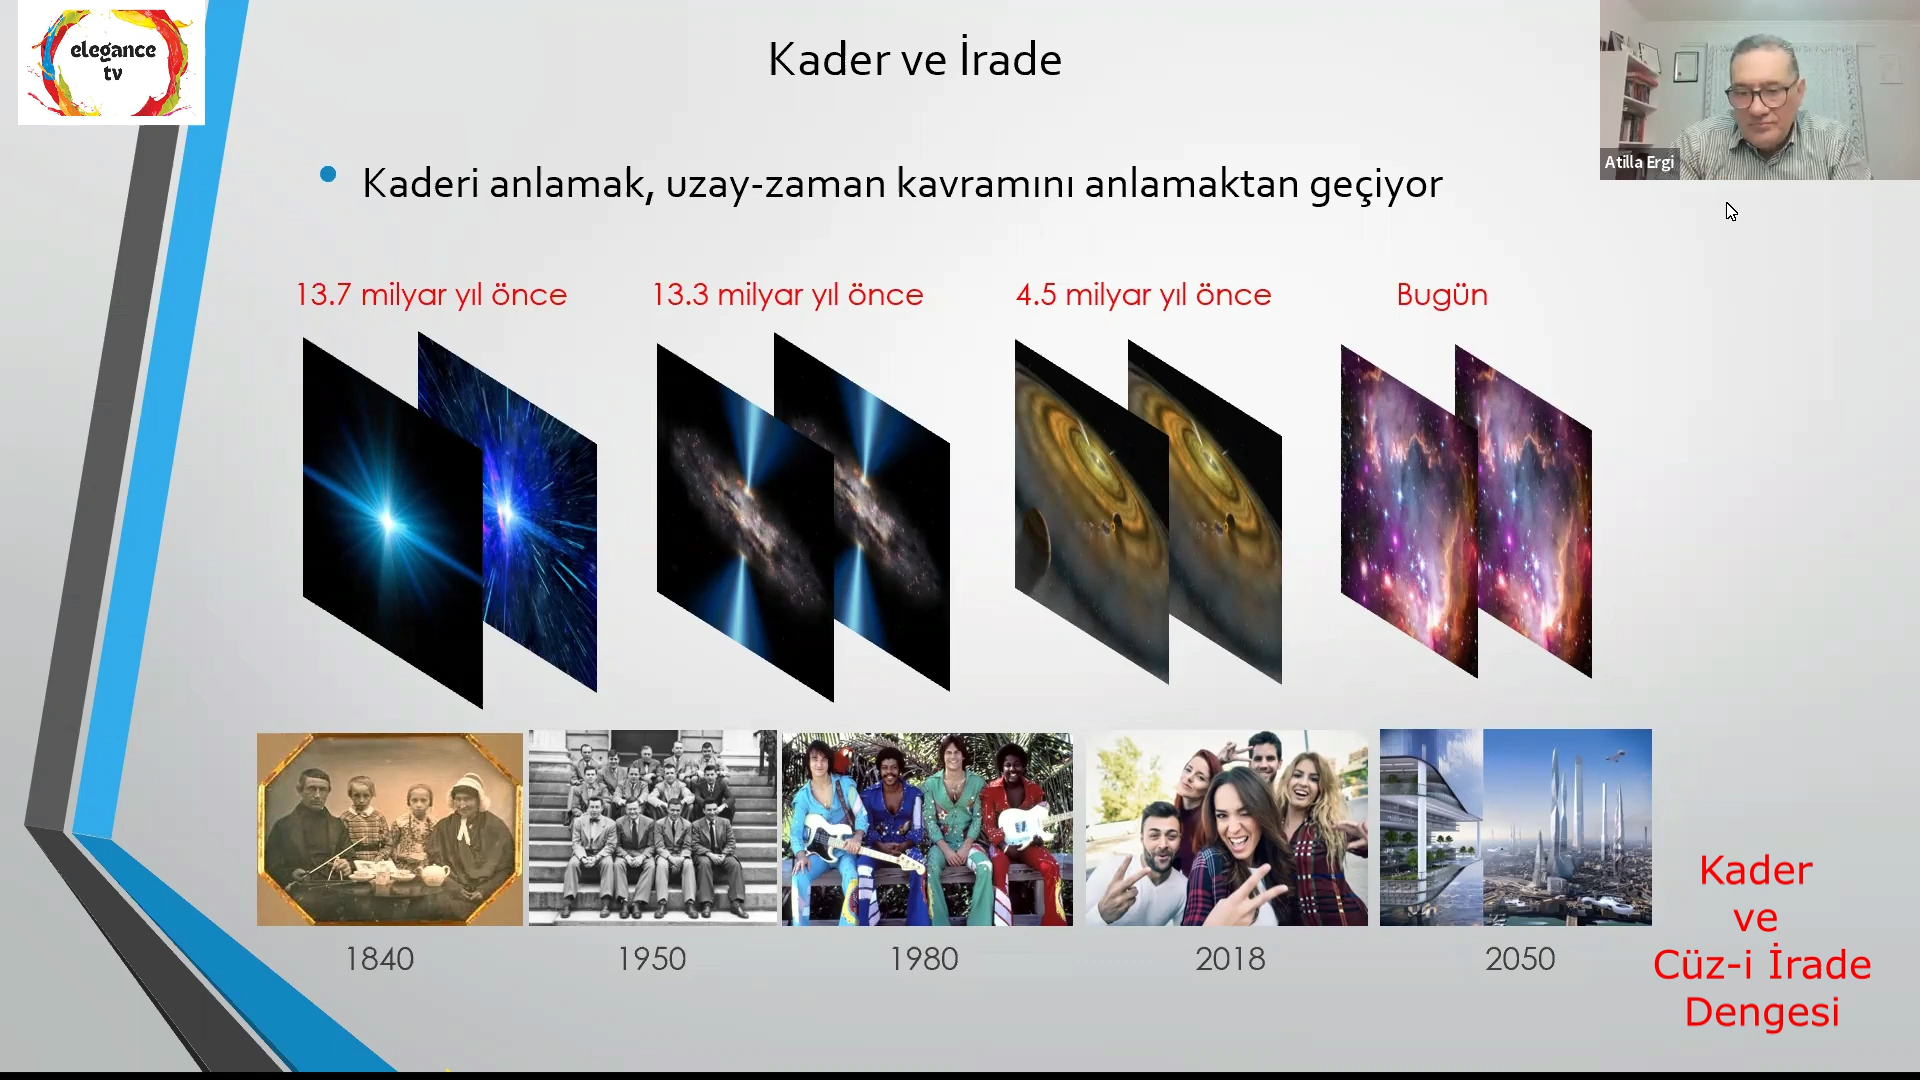 elegance
tv
Kader ve İrade
Atilla Ergi
Kaderi anlamak, uzay-zaman kavramını anlamaktan geçiyor
13.7 milyar yıl önce
13.3 milyar yıl önce
4.5 milyar yıl önce
Bugün
1840
1950
1980
2018
2050
Kader
ve
Cüz-i İrade
Dengesi